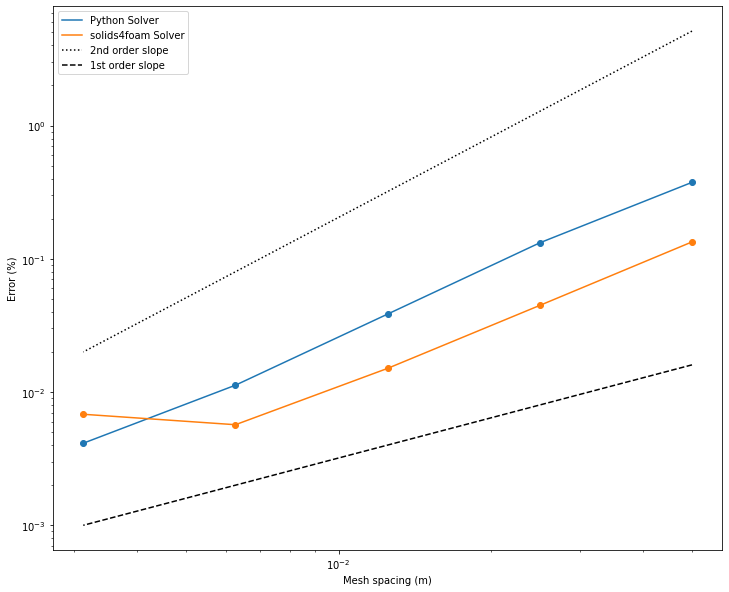 Python Solver
solids4foam Solver
2nd order slope
1st order slope
10⁰
10⁻¹
10⁻²
10⁻³
Error (%)
10⁻²
Mesh spacing (m)